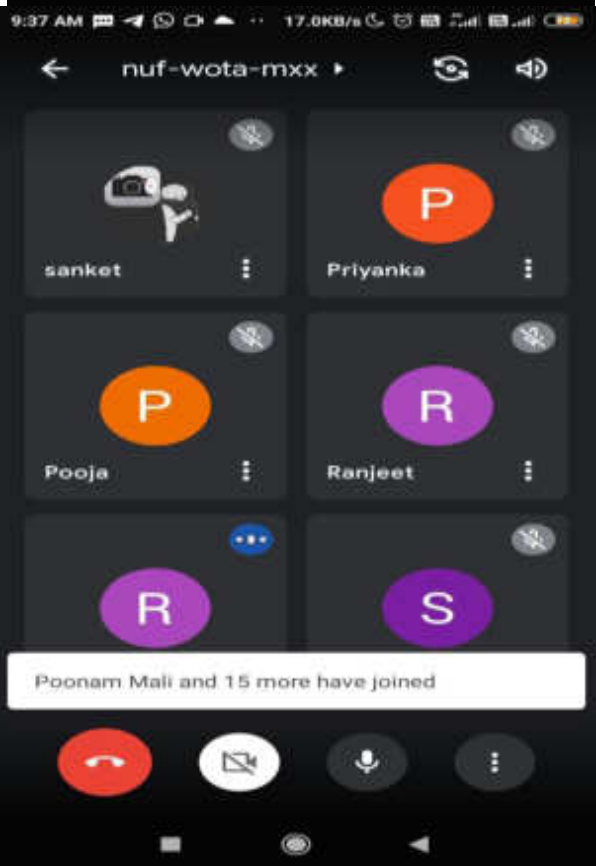 9:37 AM 17.0KB/s
nuf-wota-mxx
sanket
P
Priyanka
P
Pooja
R
Ranjeet
R
S
Poonam Mali and 15 more have joined